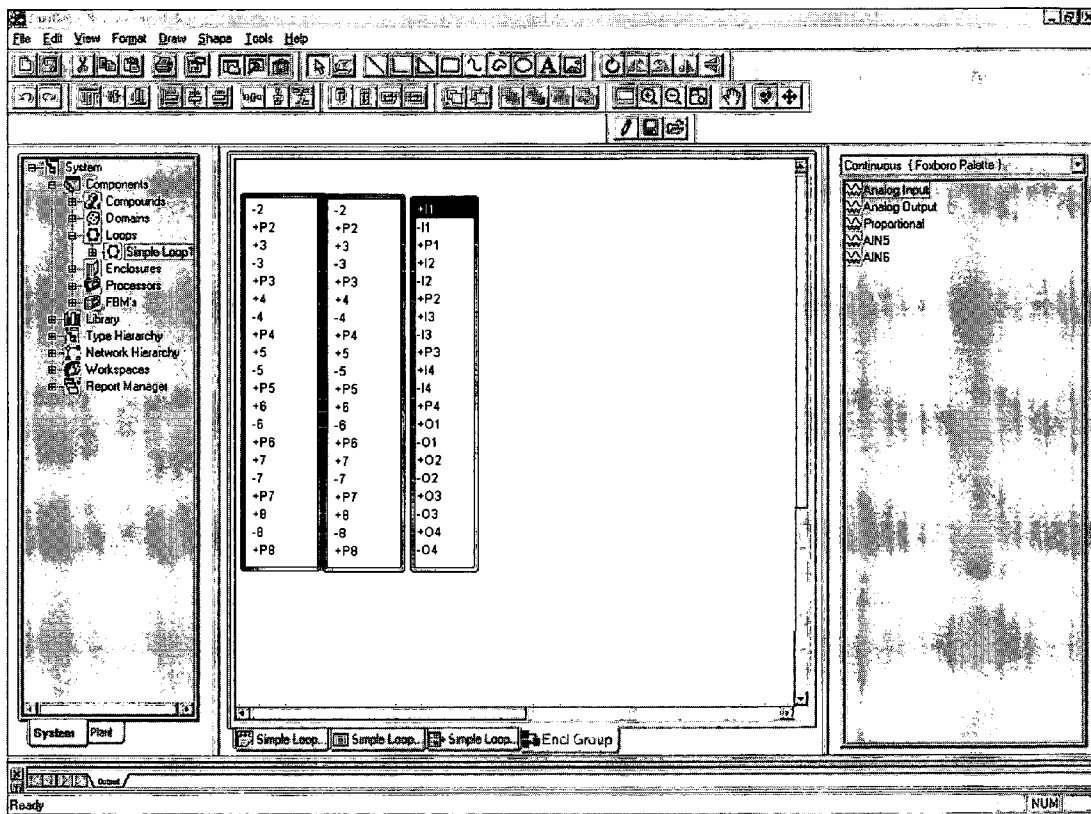 File Edit View Format Draw Shape Tools Help
System
Components
Compounds
Domains
Loops
Simple Loop1
Enclosures
Processors
FBM's
Library
Type Hierarchy
Network Hierarchy
Workspaces
Report Manager
System Plant
-2
+P2
+3
-3
+P3
+4
-4
+P4
+5
-5
+P5
+6
-6
+P6
+7
-7
+P7
+8
-8
+P8
-2
+P2
+3
-3
+P3
+4
-4
+P4
+5
-5
+P5
+6
-6
+P6
+7
-7
+P7
+8
-8
+P8
+I1
-I1
+P1
+I2
-I2
+P2
+I3
-I3
+P3
+I4
-I4
+P4
+O1
-O1
+O2
-O2
+O3
-O3
+O4
-O4
Simple Loop.. Simple Loop.. Simple Loop.. Encl Group
Continuous { Foxboro Palette }
Analog Input
Analog Output
Proportional
AIN5
AIN6
Output
Ready NUM